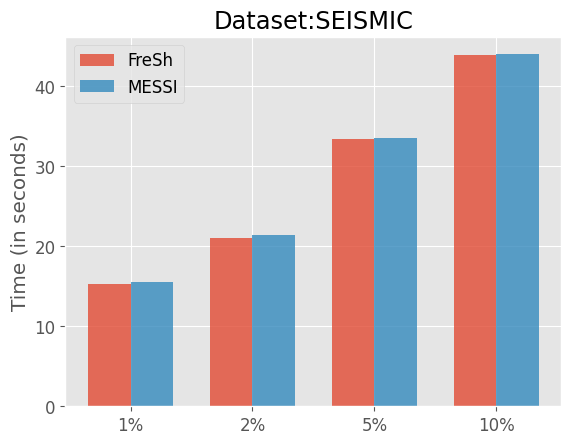 Dataset:SEISMIC
FreSh
MESSI
Time (in seconds)
40
30
20
10
0
1% 2% 5% 10%